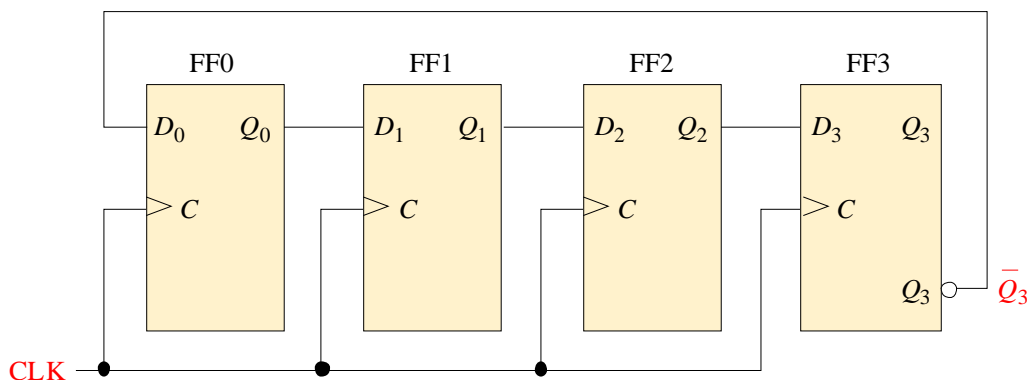 FF0 FF1 FF2 FF3
D₀ Q₀ D₁ Q₁ D₂ Q₂ D₃ Q₃
C C C C
Q₃ Q̅₃
CLK